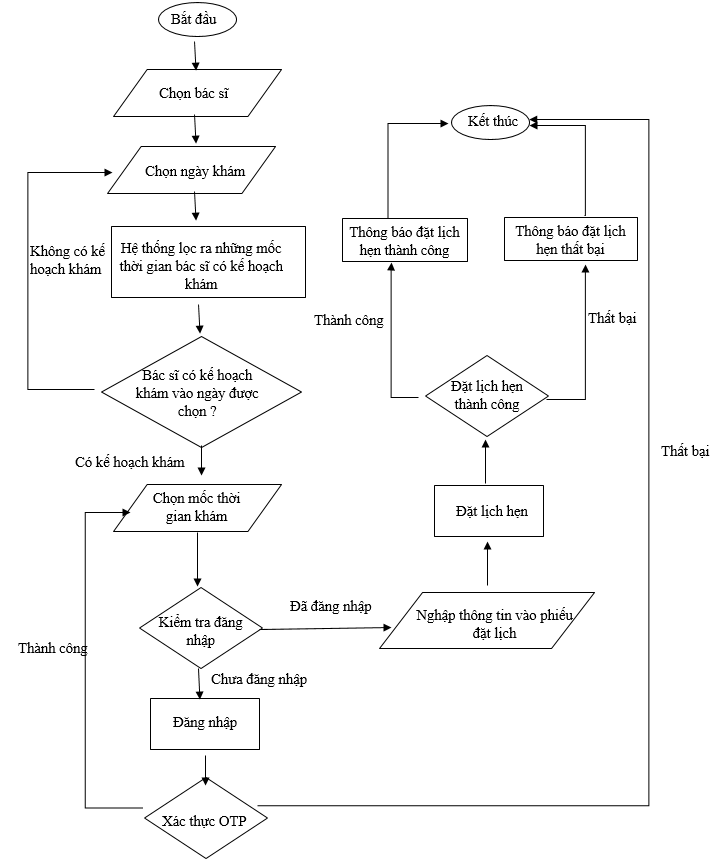 Bắt đầu
Chọn bác sĩ
Chọn ngày khám
Không có kế
hoạch khám
Hệ thống lọc ra những mốc
thời gian bác sĩ có kế hoạch
khám
Bác sĩ có kế hoạch
khám vào ngày được
chọn ?
Có kế hoạch khám
Chọn mốc thời
gian khám
Kiểm tra đăng
nhập
Đã đăng nhập
Chưa đăng nhập
Thành công
Đăng nhập
Xác thực OTP
Nghập thông tin vào phiếu
đặt lịch
Đặt lịch hẹn
Đặt lịch hẹn
thành công
Thành công
Thất bại
Thông báo đặt lịch
hẹn thành công
Thông báo đặt lịch
hẹn thất bại
Kết thúc
Thất bại